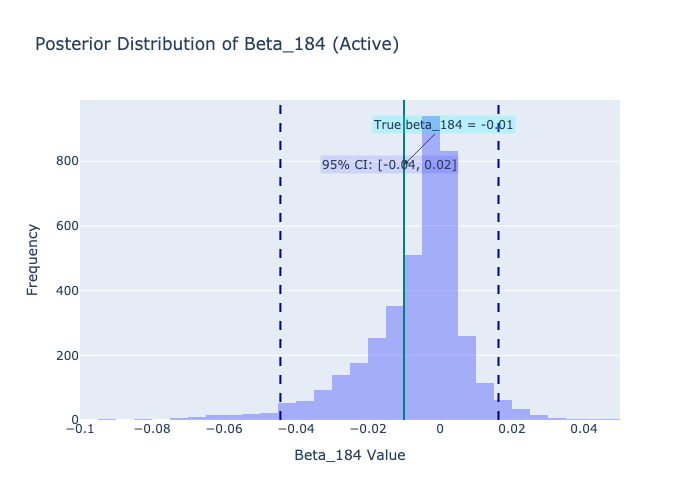 Posterior Distribution of Beta_184 (Active)
True beta_184 = -0.01
95% CI: [-0.04, 0.02]
800
600
400
200
0
Frequency
−0.1
−0.08
−0.06
−0.04
−0.02
0
0.02
0.04
Beta_184 Value